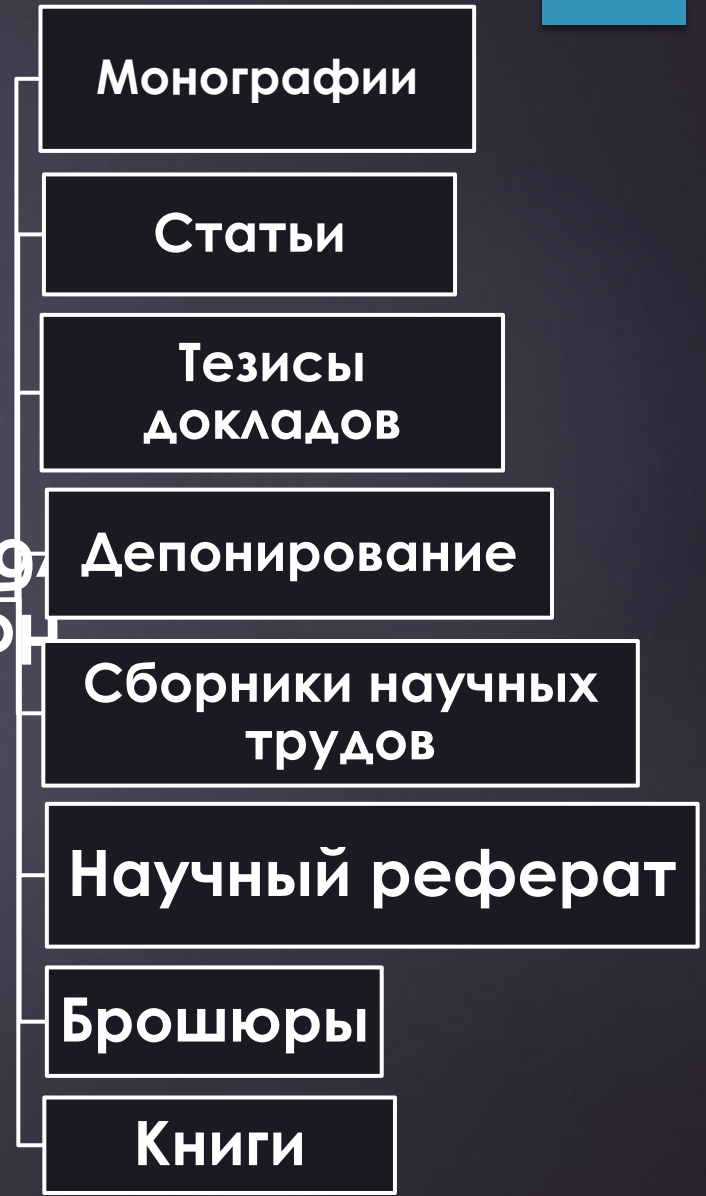 Монографии
Статьи
Тезисы
докладов
Депонирование
Сборники научных
трудов
Научный реферат
Брошюры
Книги